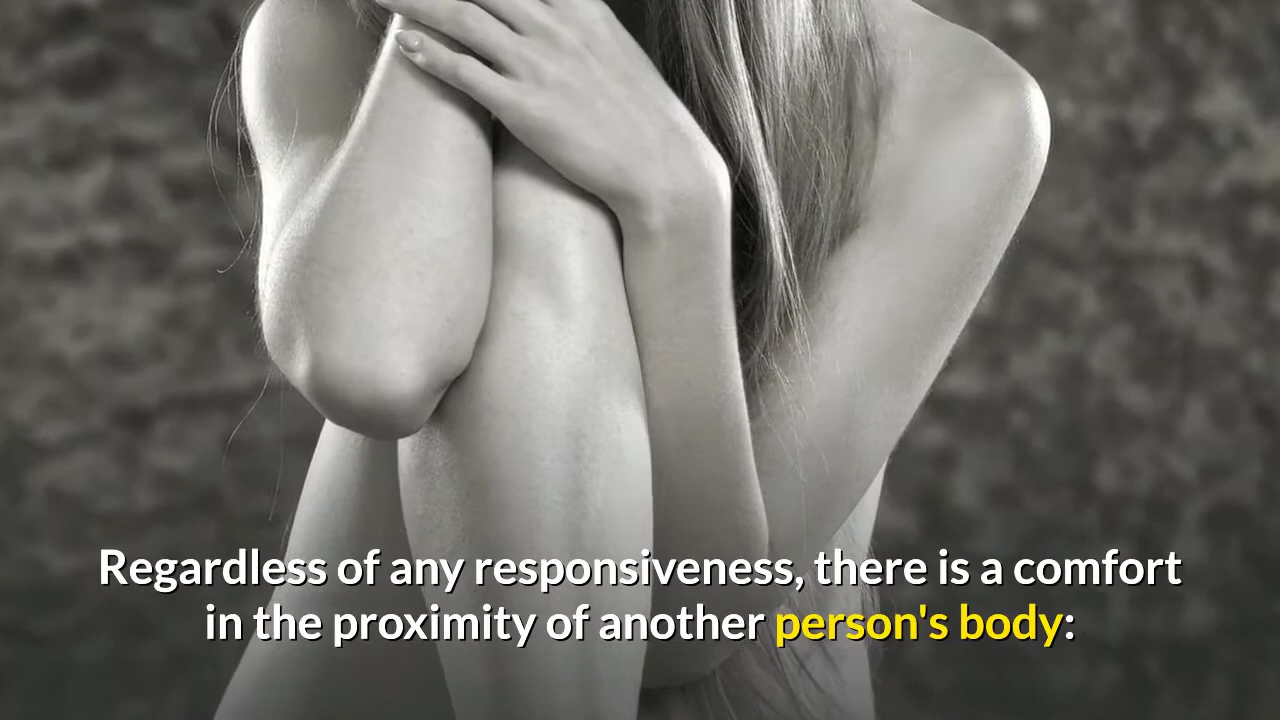 Regardless of any responsiveness, there is a comfort
in the proximity of another person's body: